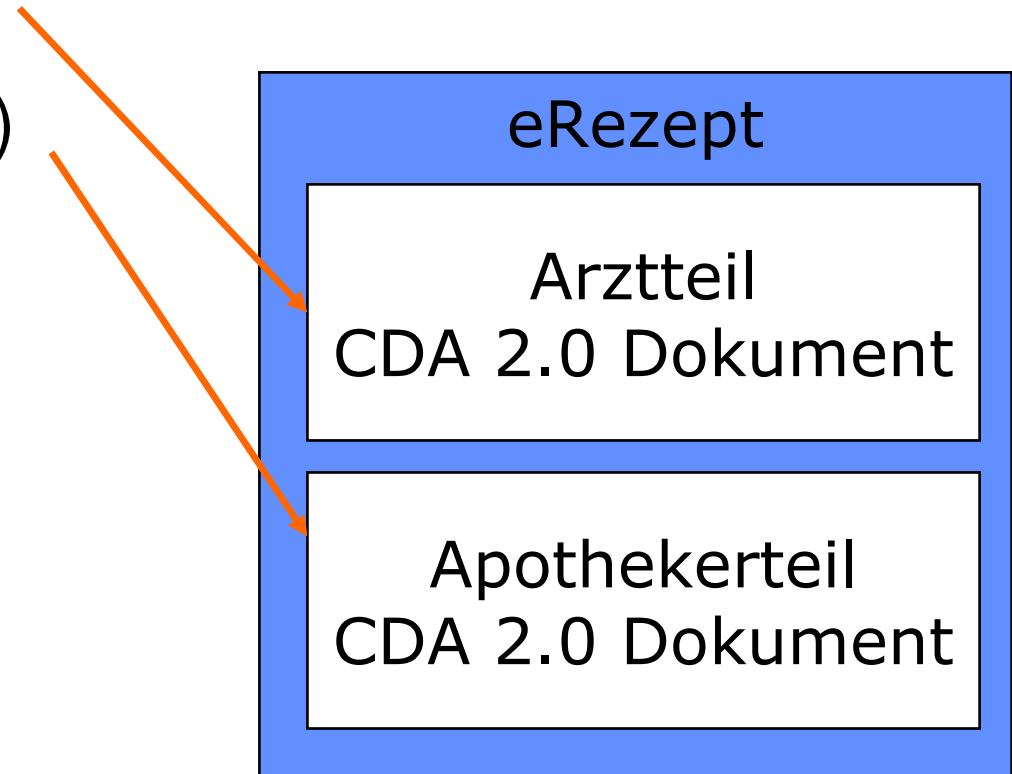 )
eRezept
Arztteil
CDA 2.0 Dokument
Apothekerteil
CDA 2.0 Dokument